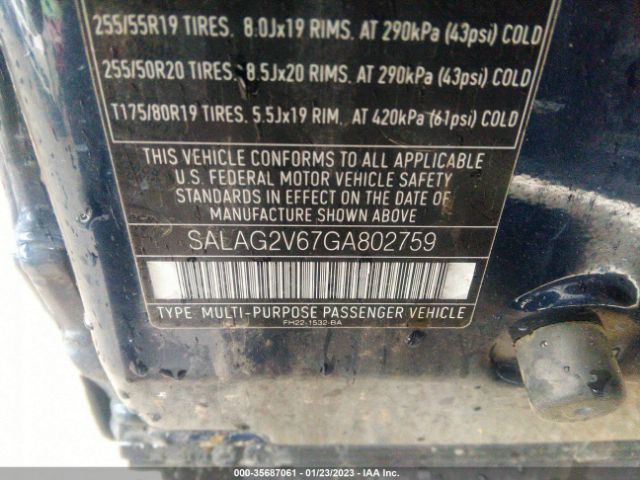 255/55R19 TIRES. 8.0Jx19 RIMS. AT 290kPa (43psi) COLD
255/50R20 TIRES. 8.5Jx20 RIMS. AT 290kPa (43psi) COLD
T175/80R19 TIRES. 5.5Jx19 RIM. AT 420kPa (61psi) COLD
THIS VEHICLE CONFORMS TO ALL APPLICABLE
U.S. FEDERAL MOTOR VEHICLE SAFETY
STANDARDS IN EFFECT ON THE DATE OF
MANUFACTURE SHOWN ABOVE
SALAG2V67GA802759
TYPE MULTI-PURPOSE PASSENGER VEHICLE
FH22-1532-BA
000-35687061 - 01/23/2023 - IAA Inc.